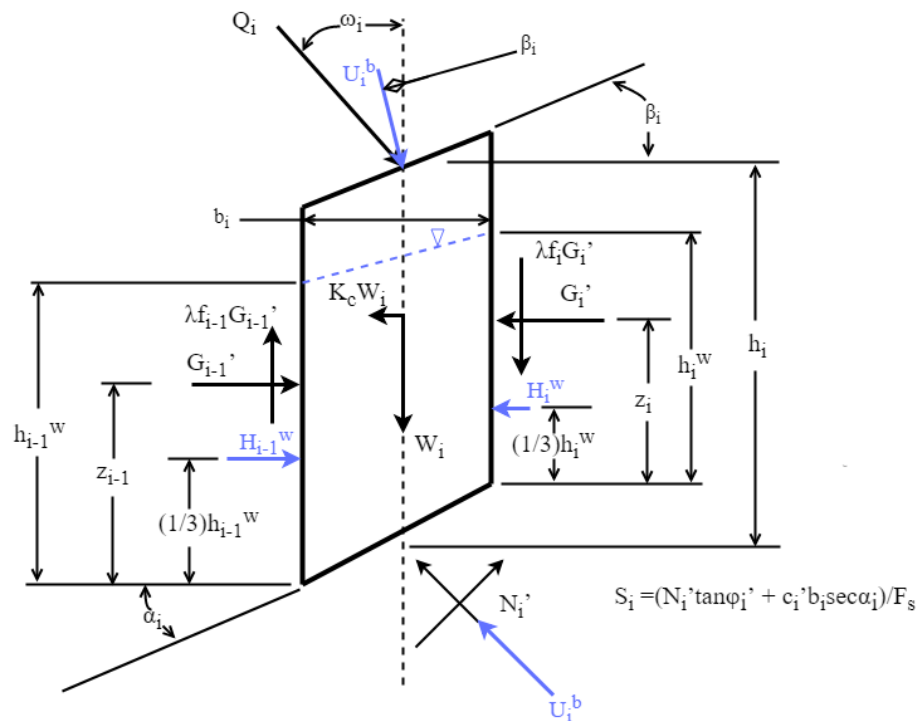 Qᵢ
ωᵢ
βᵢ
Uᵢᵇ
βᵢ
bᵢ
▽
λfᵢGᵢ’
K꜀Wᵢ
Gᵢ’
λfᵢ₋₁Gᵢ₋₁’
hᵢ
Gᵢ₋₁’
hᵢᵂ
Hᵢᵂ
zᵢ
hᵢ₋₁ᵂ
Hᵢ₋₁ᵂ
Wᵢ
(1/3)hᵢᵂ
zᵢ₋₁
(1/3)hᵢ₋₁ᵂ
αᵢ
Nᵢ’
Sᵢ =(Nᵢ’tanφᵢ’ + cᵢ’bᵢsecαᵢ)/Fₛ
Uᵢᵇ